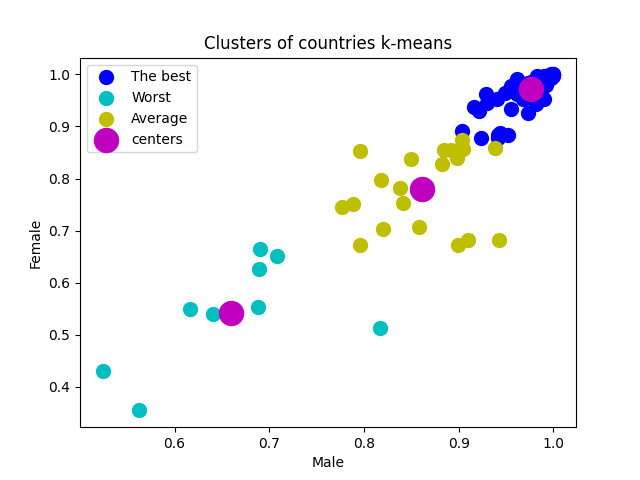 Clusters of countries k-means
The best
Worst
Average
centers
1.0
0.9
0.8
0.7
0.6
0.5
0.4
Female
0.6 0.7 0.8 0.9 1.0
Male